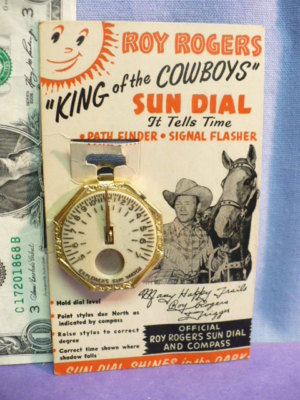 ROY ROGERS
"KING of the COWBOYS"
SUN DIAL
It Tells Time
• PATH FINDER • SIGNAL FLASHER
C17201868B
Many Happy Trails
Roy Rogers
Trigger
• Hold dial level
• Point styles due North as
indicated by compass
• Raise styles to correct
degree
• Correct time shown where
shadow falls
OFFICIAL
ROY ROGERS SUN DIAL
AND COMPASS
SUN DIAL SHINES in the DARK